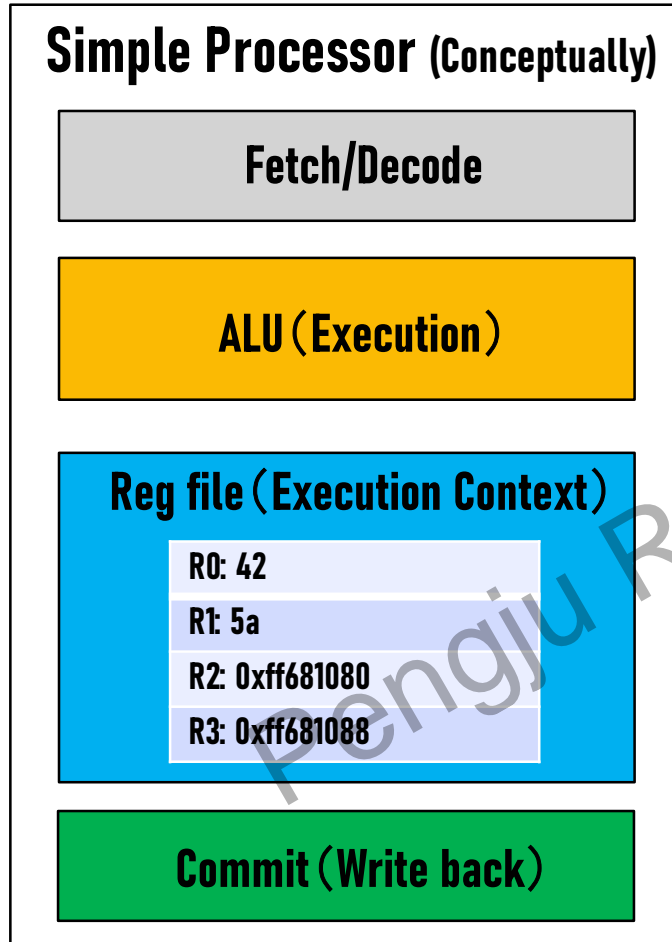 Simple Processor (Conceptually)
Fetch/Decode
ALU（Execution）
Reg file（Execution Context）
R0: 42
R1: 5a
R2: 0xff681080
R3: 0xff681088
Pengju R
Commit（Write back）